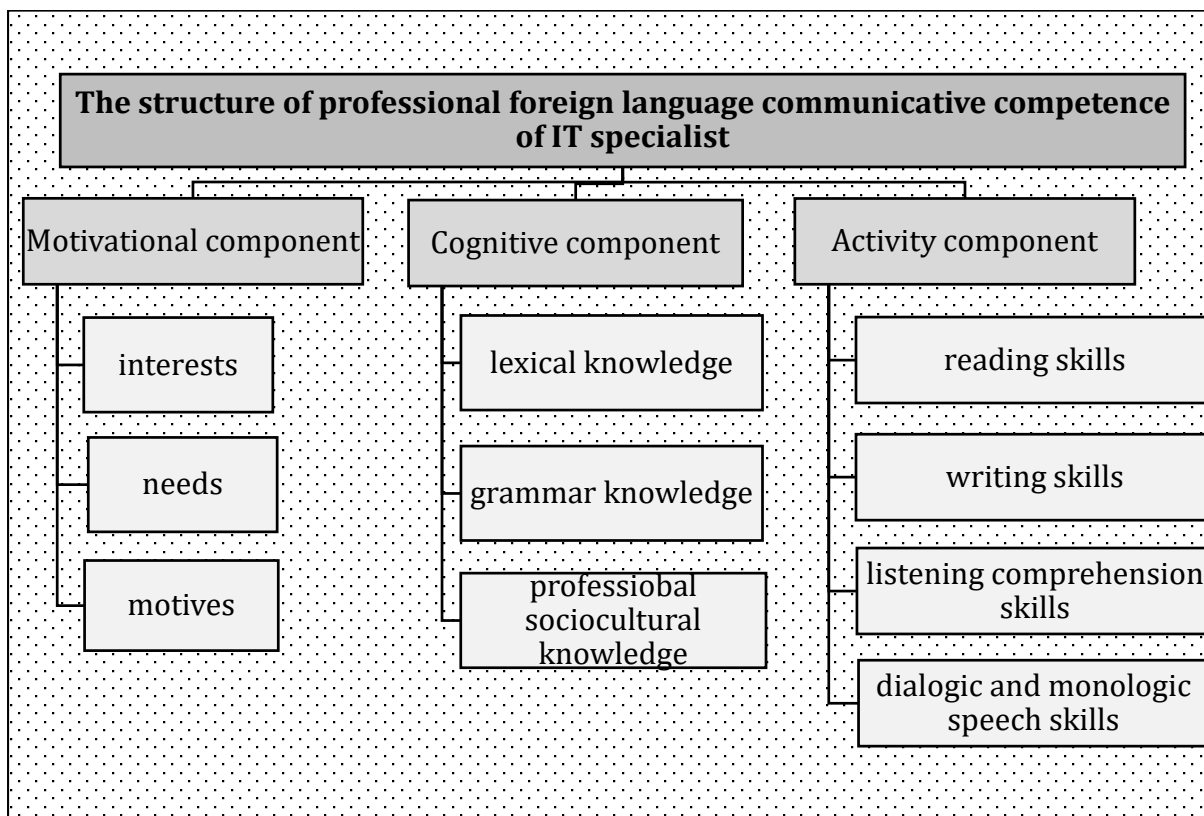 The structure of professional foreign language communicative competence
of IT specialist
Motivational component
interests
needs
motives
Cognitive component
lexical knowledge
grammar knowledge
professiobal
sociocultural
knowledge
Activity component
reading skills
writing skills
listening comprehension
skills
dialogic and monologic
speech skills